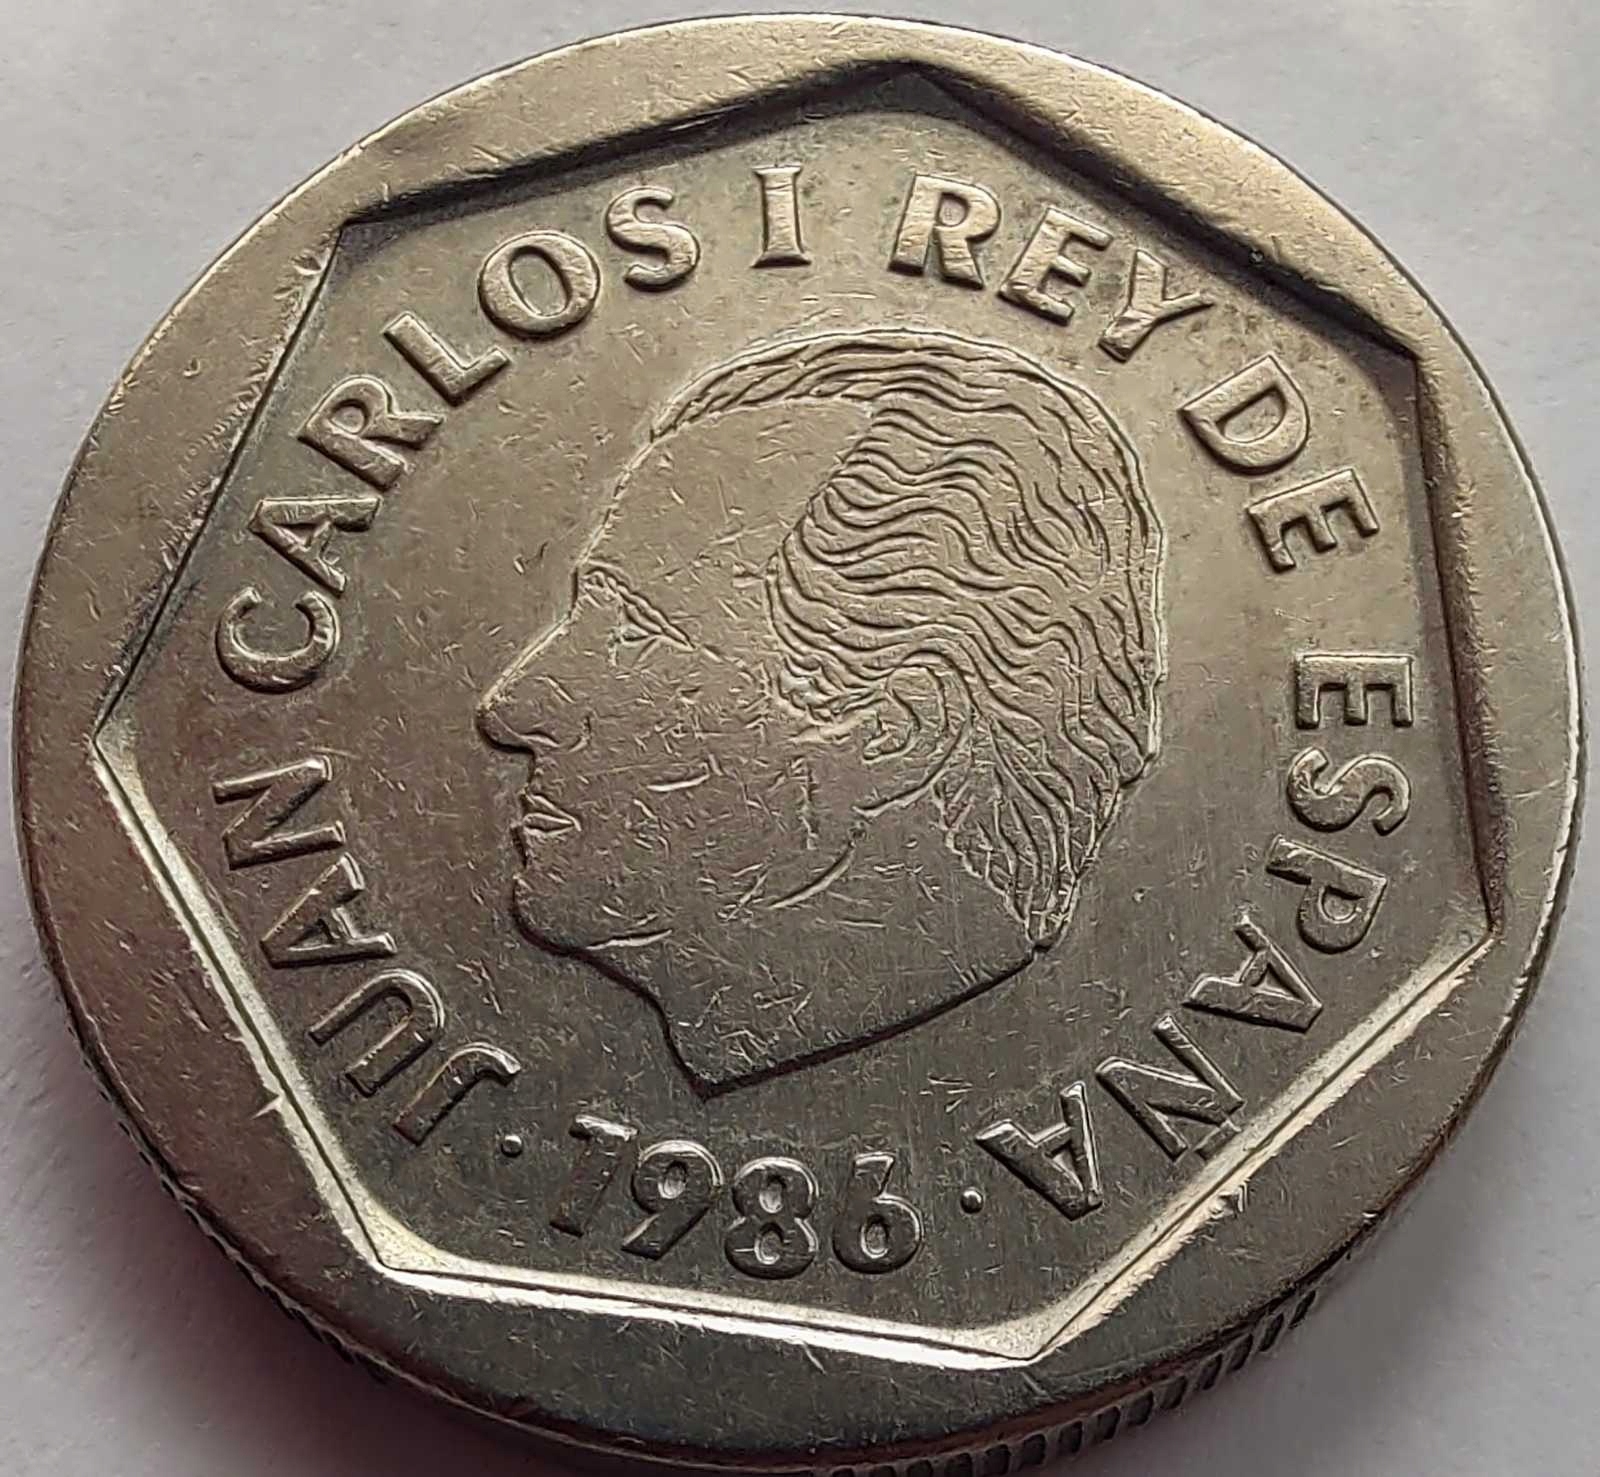 JUAN CARLOS I REY DE ESPAÑA
· 1986 ·